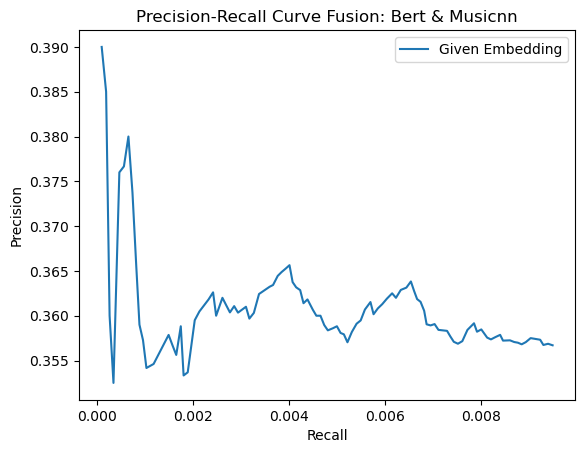 Precision-Recall Curve Fusion: Bert & Musicnn
Given Embedding
0.390
0.385
0.380
0.375
0.370
0.365
0.360
0.355
Precision
0.000 0.002 0.004 0.006 0.008
Recall